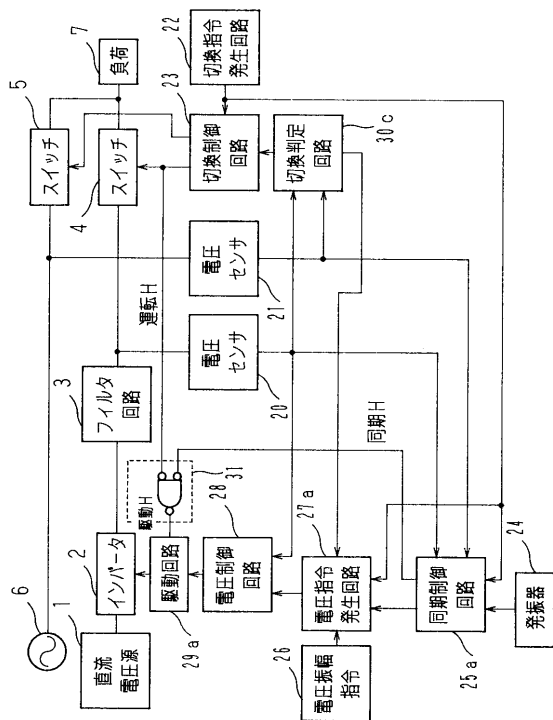 6
1
直流
電圧源
2
インバータ
3
フィルタ
回路
5
スイッチ
4
スイッチ
7
負荷
駆動H
31
運転H
29a
駆動回路
28
電圧制御
回路
20
電圧
センサ
21
電圧
センサ
23
切換制御
回路
22
切換指令
発生回路
30c
切換判定
回路
同期H
26
電圧振幅
指令
27a
電圧指令
発生回路
25a
同期制御
回路
24
発振器